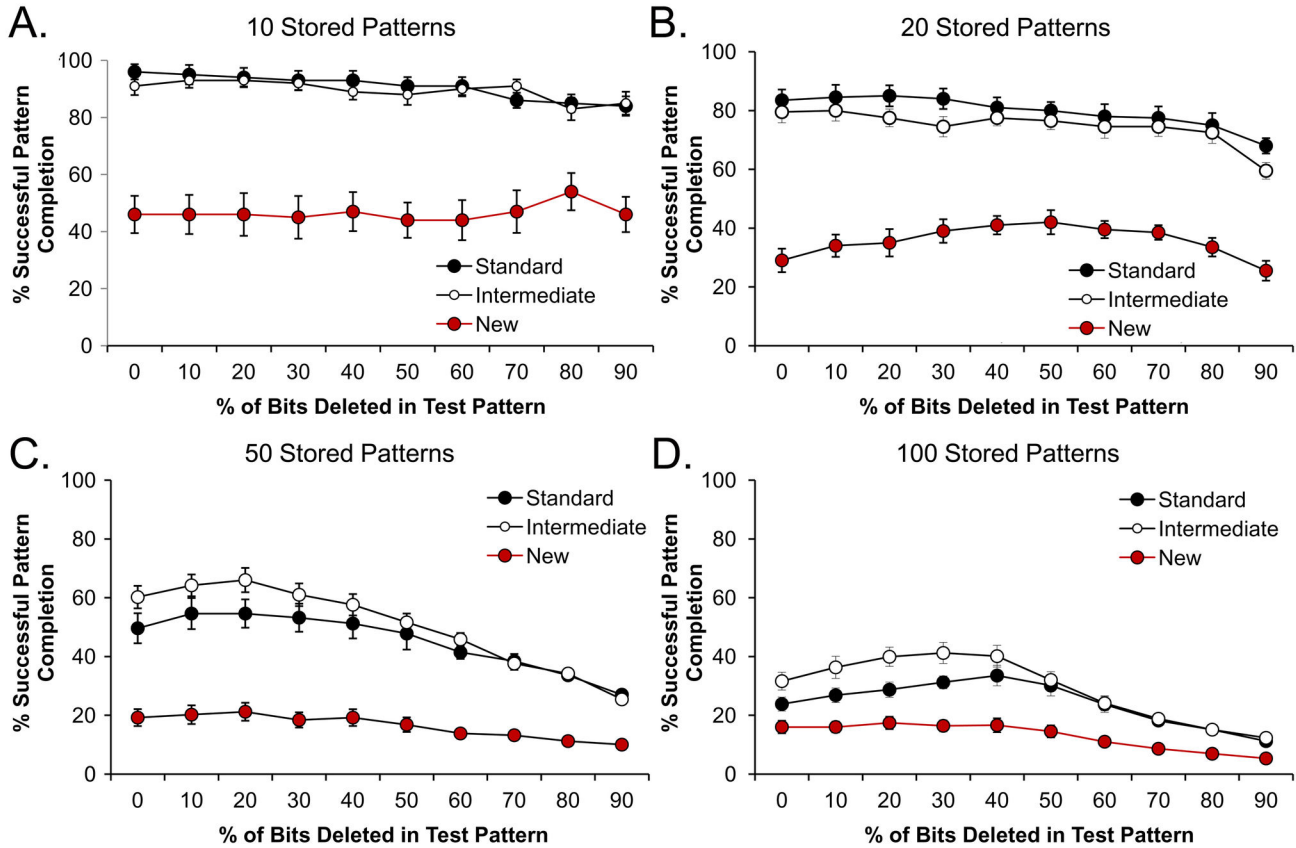 A.
10 Stored Patterns
% Successful Pattern
Completion
100
80
60
40
20
0
Standard
Intermediate
New
0 10 20 30 40 50 60 70 80 90
% of Bits Deleted in Test Pattern
B.
20 Stored Patterns
% Successful Pattern
Completion
100
80
60
40
20
0
Standard
Intermediate
New
0 10 20 30 40 50 60 70 80 90
% of Bits Deleted in Test Pattern
C.
50 Stored Patterns
% Successful Pattern
Completion
100
80
60
40
20
0
Standard
Intermediate
New
0 10 20 30 40 50 60 70 80 90
% of Bits Deleted in Test Pattern
D.
100 Stored Patterns
% Successful Pattern
Completion
100
80
60
40
20
0
Standard
Intermediate
New
0 10 20 30 40 50 60 70 80 90
% of Bits Deleted in Test Pattern